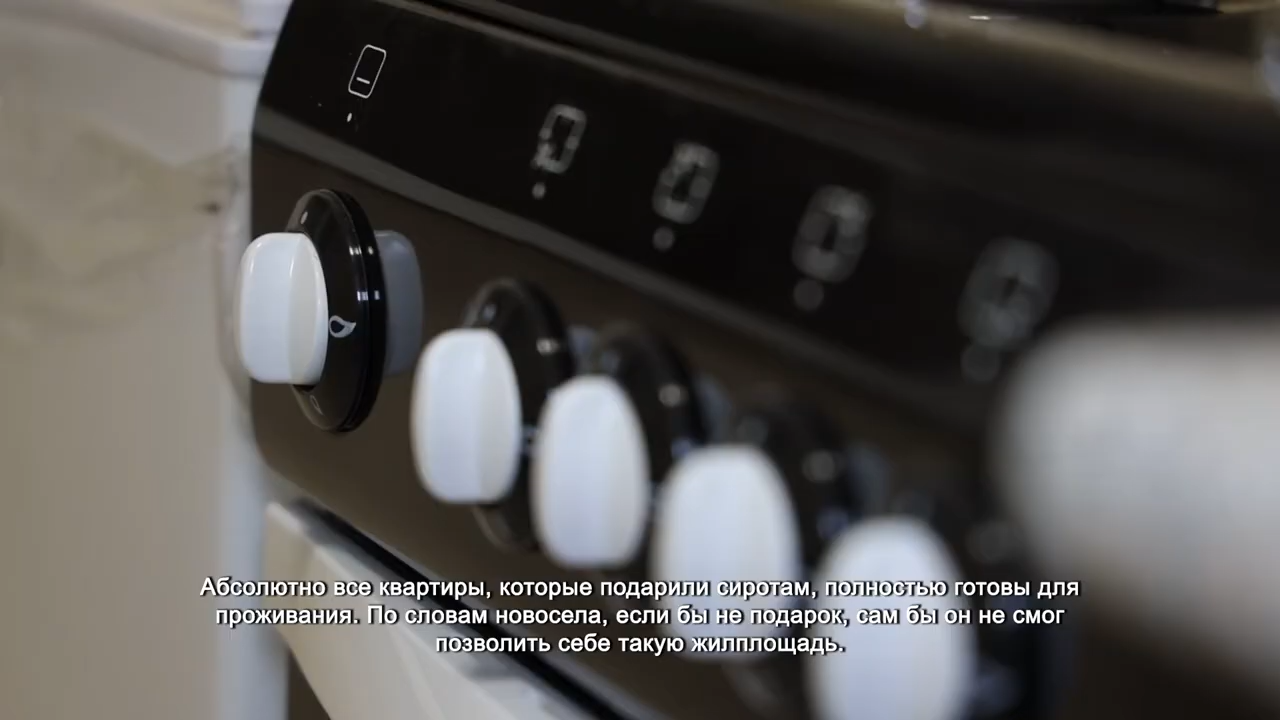 Абсолютно все квартиры, которые подарили сиротам, полностью готовы для
проживания. По словам новосела, если бы не подарок, сам бы он не смог
позволить себе такую жилплощадь.